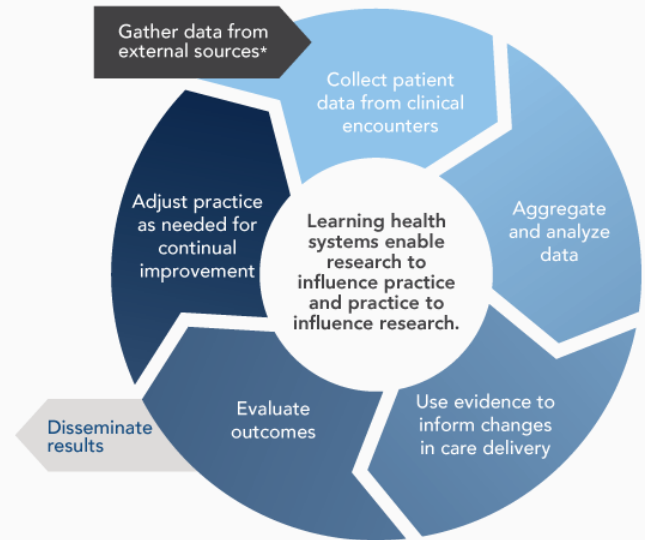 Gather data from
external sources*
Collect patient
data from clinical
encounters
Aggregate
and analyze
data
Use evidence to
inform changes
in care delivery
Evaluate
outcomes
Disseminate
results
Adjust practice
as needed for
continual
improvement
Learning health
systems enable
research to
influence practice
and practice to
influence research.